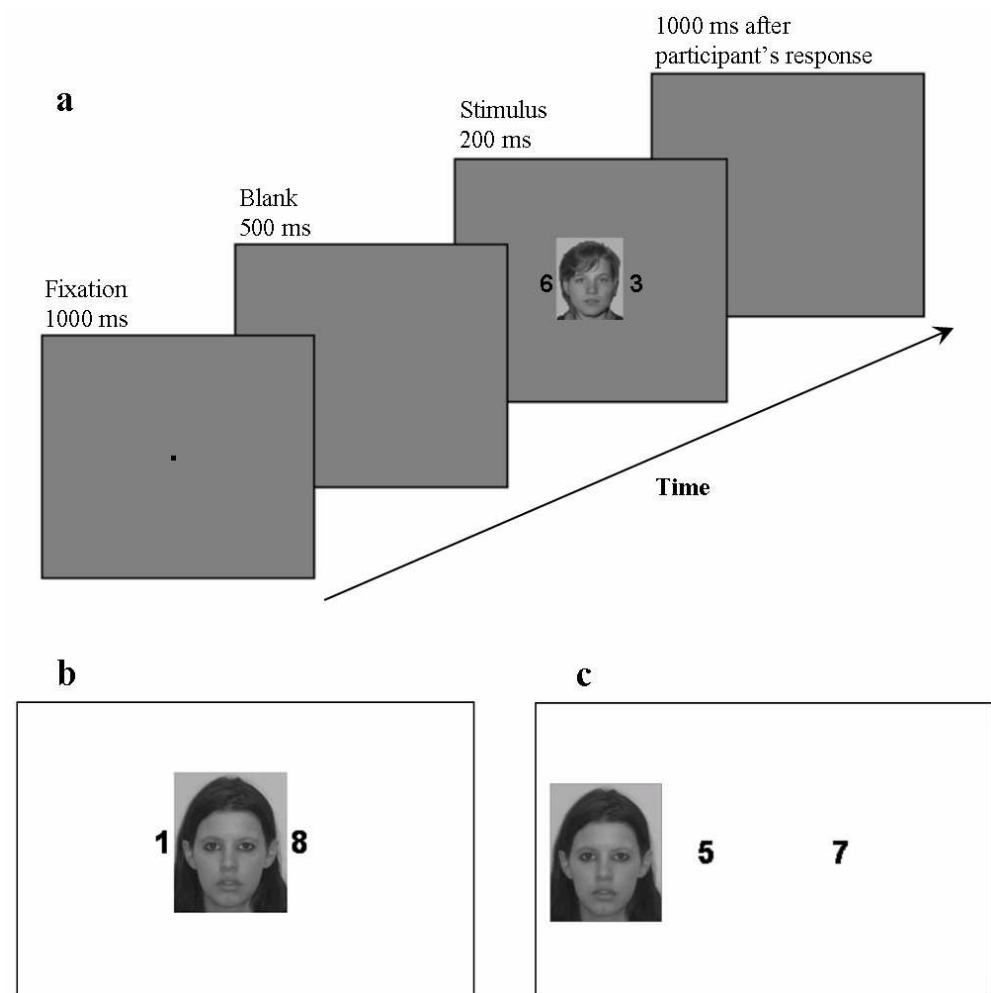 1000 ms after
participant's response
a
Stimulus
200 ms
Blank
500 ms
6 3
Fixation
1000 ms
Time
b
c
1 8
5 7